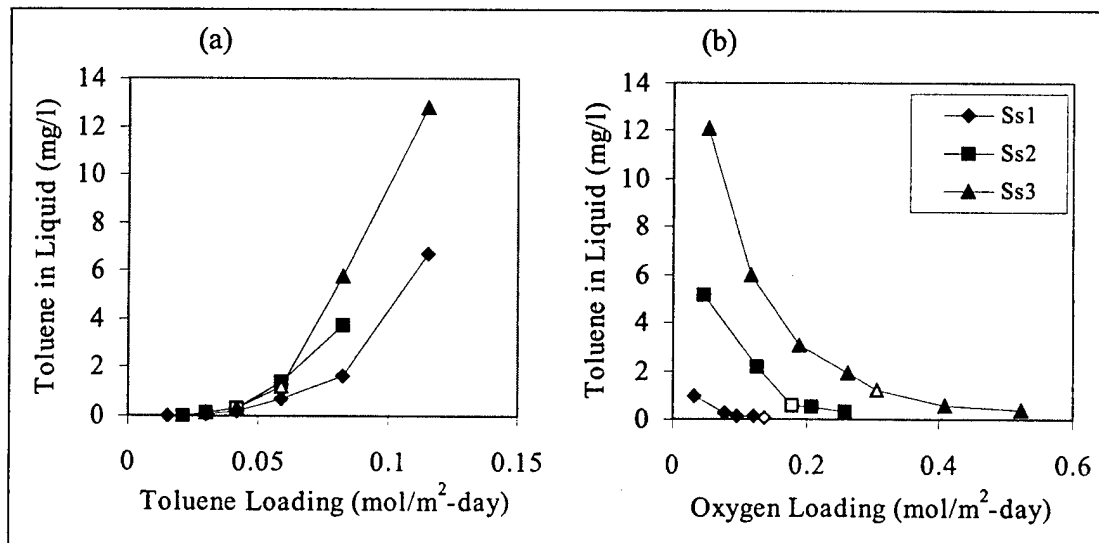 (a)
Toluene in Liquid (mg/l)
14
12
10
8
6
4
2
0
0
0.05
0.1
0.15
Toluene Loading (mol/m²-day)
(b)
Toluene in Liquid (mg/l)
14
12
10
8
6
4
2
0
0
0.2
0.4
0.6
Oxygen Loading (mol/m²-day)
Ss1
Ss2
Ss3